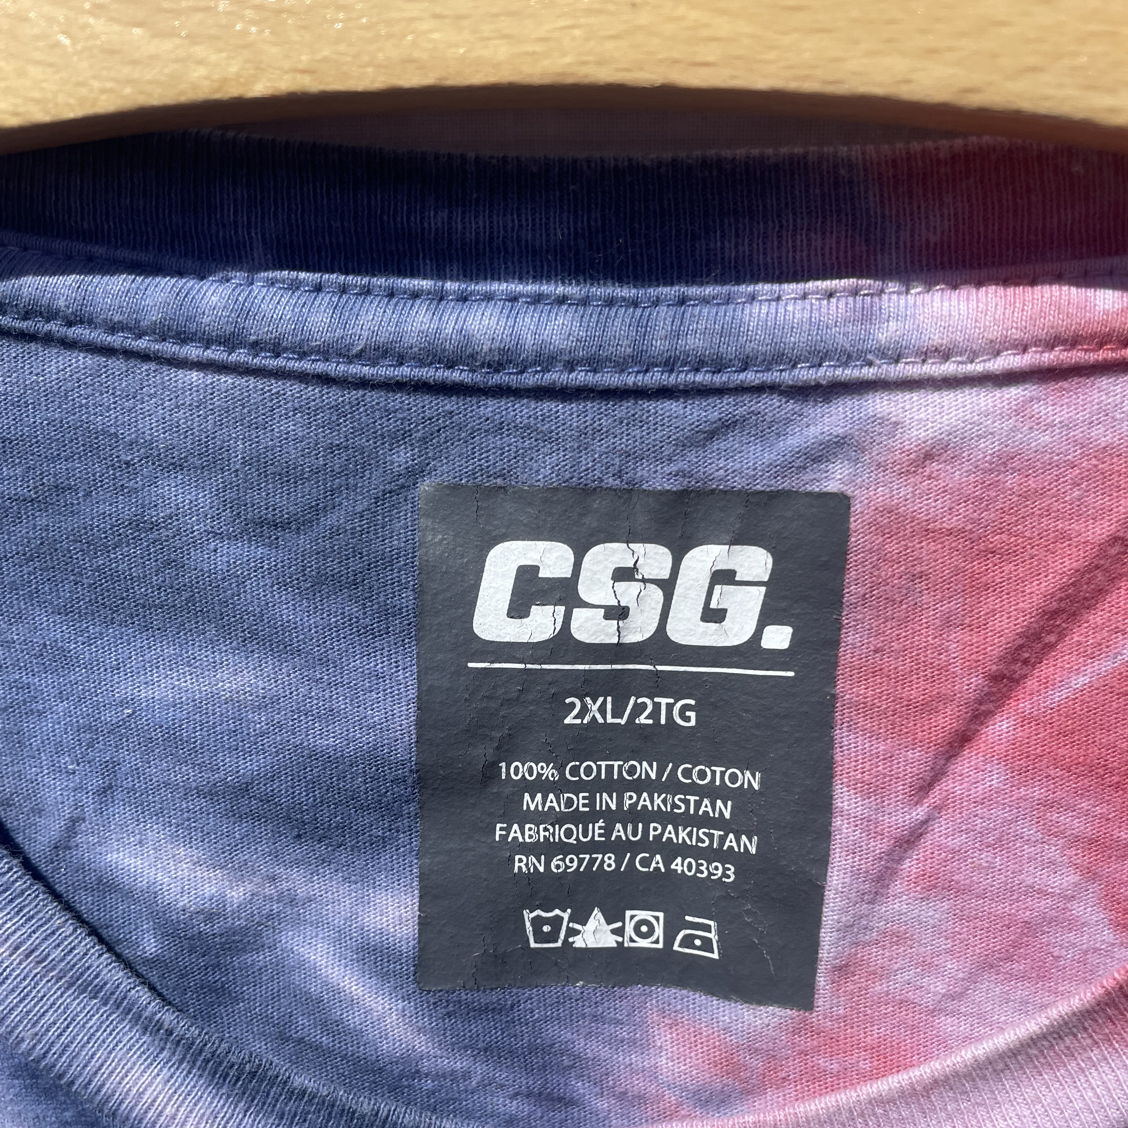 CSG.
2XL/2TG
100% COTTON / COTON
MADE IN PAKISTAN
FABRIQUÉ AU PAKISTAN
RN 69778 / CA 40393